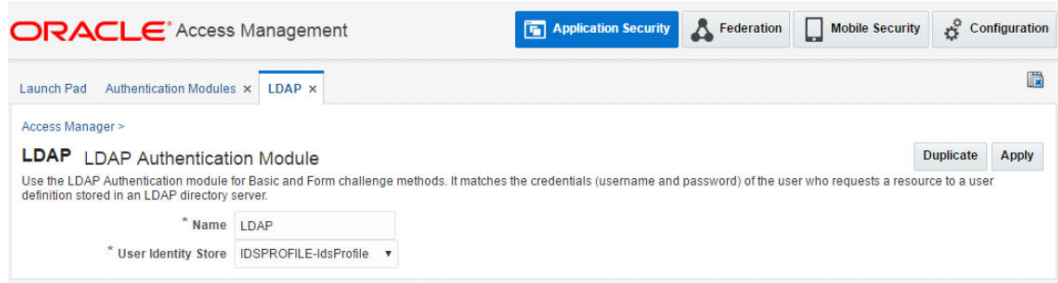 ORACLE® Access Management
Application Security Federation Mobile Security Configuration
Launch Pad Authentication Modules × LDAP ×
Access Manager >
LDAP LDAP Authentication Module
Duplicate Apply
Use the LDAP Authentication module for Basic and Form challenge methods. It matches the credentials (username and password) of the user who requests a resource to a user
definition stored in an LDAP directory server.
* Name LDAP
* User Identity Store IDSPROFILE-IdsProfile